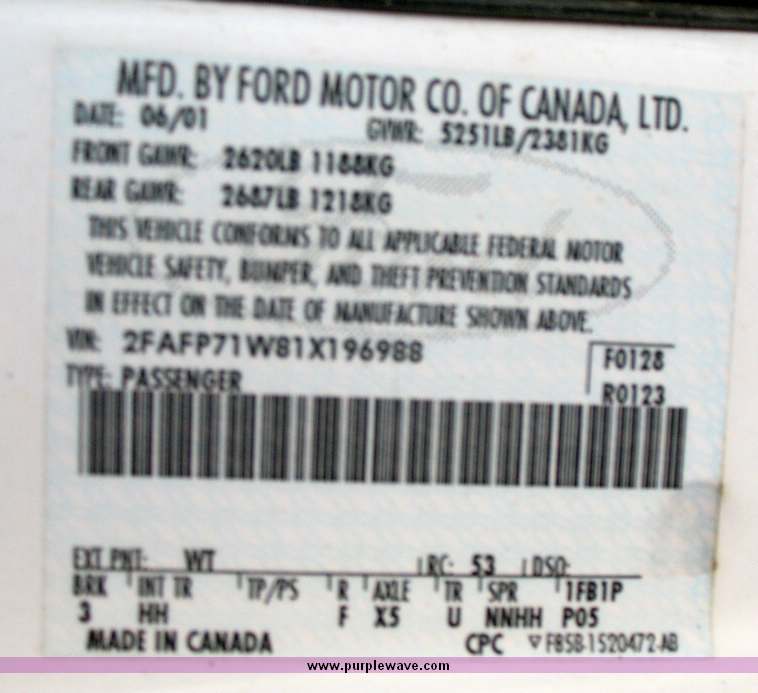 MFD. BY FORD MOTOR CO. OF CANADA, LTD.
DATE: 06/01 GVWR: 5251LB/2381KG
FRONT GAWR: 2620LB 1188KG
REAR GAWR: 2687LB 1218KG
THIS VEHICLE CONFORMS TO ALL APPLICABLE FEDERAL MOTOR
VEHICLE SAFETY, BUMPER, AND THEFT PREVENTION STANDARDS
IN EFFECT ON THE DATE OF MANUFACTURE SHOWN ABOVE.
VIN: 2FAFP71W81X196988 F0128
TYPE: PASSENGER R0123
EXT PNT: WT RC: 53 DSO:
BRK INT TR TP/PS R AXLE TR SPR 1FB1P
3 HH F X5 U NNHH P05
MADE IN CANADA CPC ▽F85B-1520472-AB
www.purplewave.com